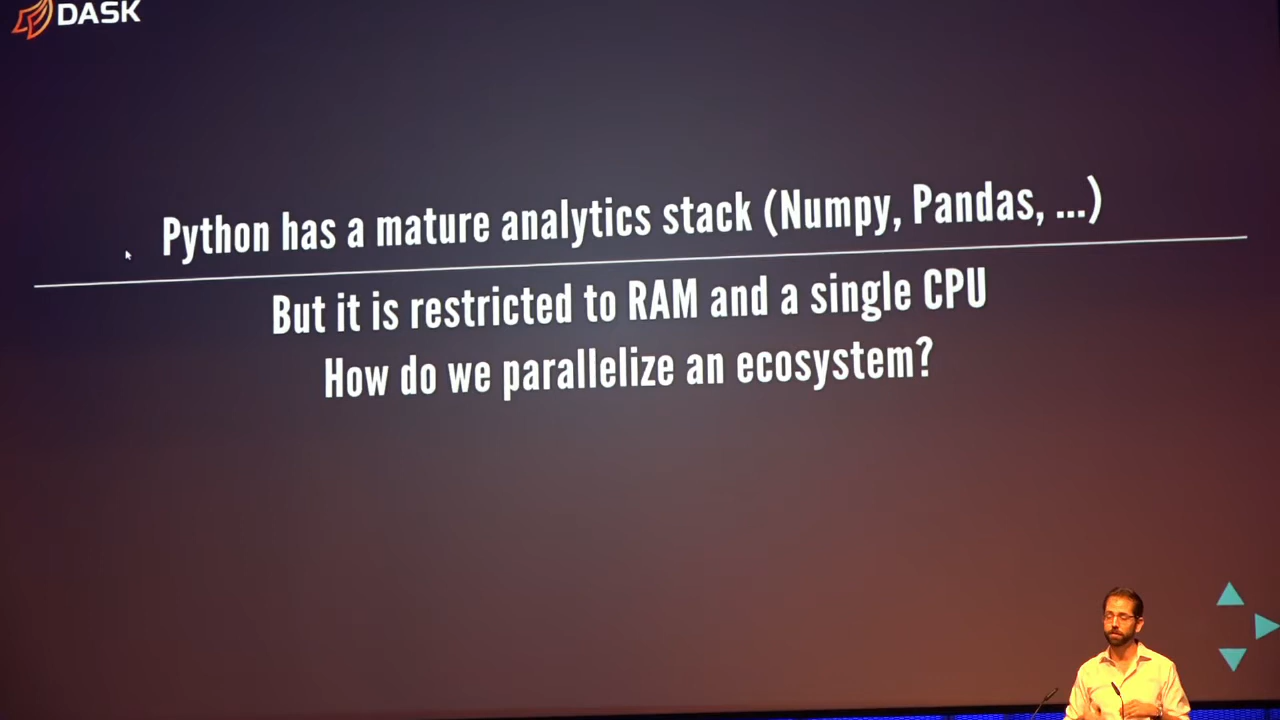 DASK
Python has a mature analytics stack (Numpy, Pandas, ...)
But it is restricted to RAM and a single CPU
How do we parallelize an ecosystem?